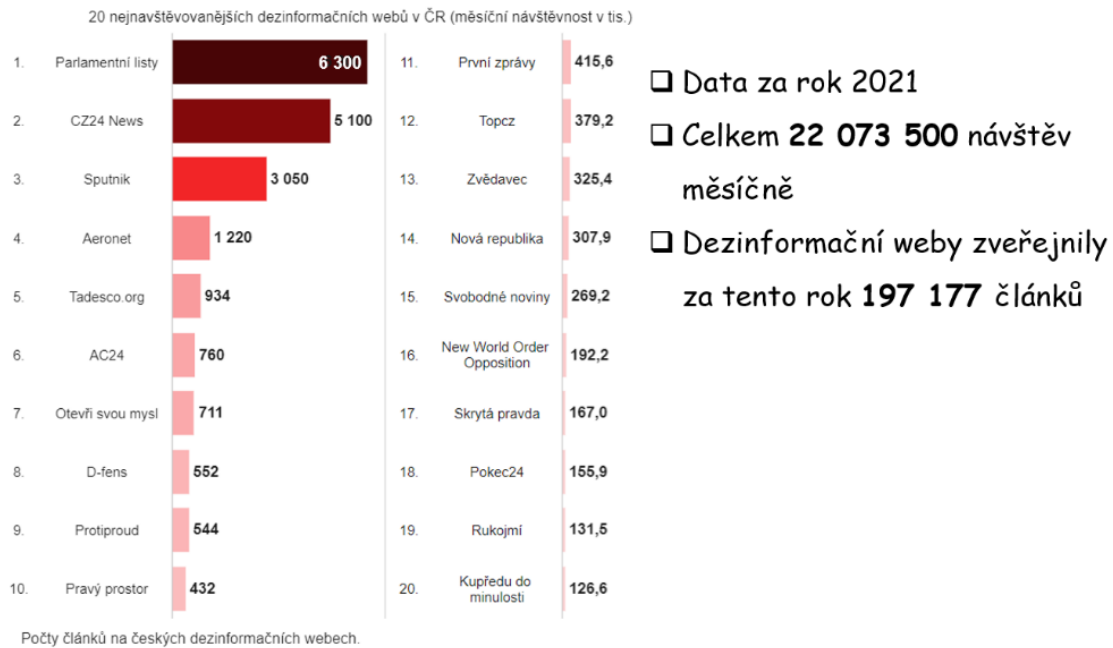 20 nejnavštěvovanějších dezinformačních webů v ČR (měsíční návštěvnost v tis.)
1. Parlamentní listy 6 300
2. CZ24 News 5 100
3. Sputnik 3 050
4. Aeronet 1 220
5. Tadesco.org 934
6. AC24 760
7. Otevři svou mysl 711
8. D-fens 552
9. Protiproud 544
10. Pravý prostor 432
11. První zprávy 415,6
12. Topcz 379,2
13. Zvědavec 325,4
14. Nová republika 307,9
15. Svobodné noviny 269,2
16. New World Order
Opposition 192,2
17. Skrytá pravda 167,0
18. Pokec24 155,9
19. Rukojmí 131,5
20. Kupředu do
minulosti 126,6
Počty článků na českých dezinformačních webech.
❑ Data za rok 2021
❑ Celkem 22 073 500 návštěv
měsíčně
❑ Dezinformační weby zveřejnily
za tento rok 197 177 článků